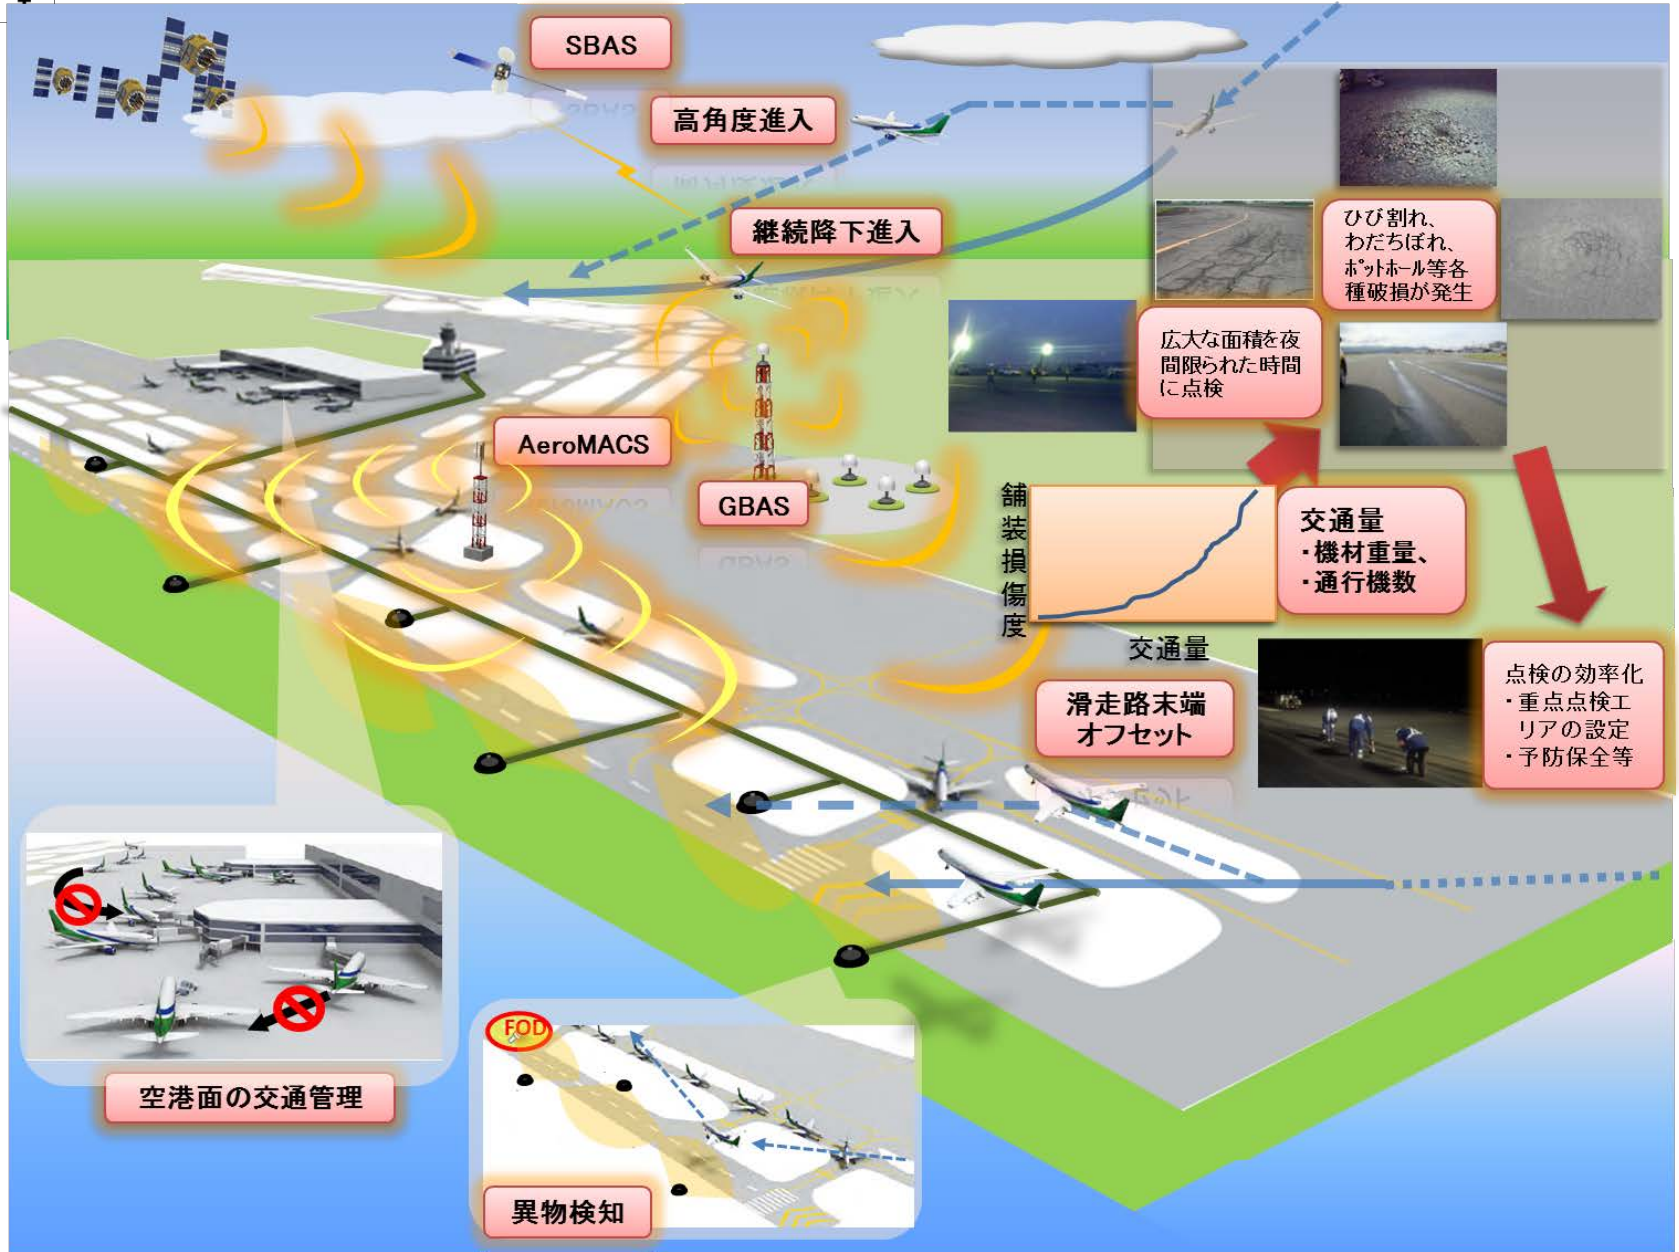 SBAS
高角度進入
継続降下進入
ひび割れ、
わだちぼれ、
ﾎﾟｯﾄﾎｰﾙ等各
種破損が発生
広大な面積を夜
間限られた時間
に点検
AeroMACS
GBAS
舗装損傷度
交通量
交通量
・機材重量、
・通行機数
滑走路末端
オフセット
点検の効率化
・重点点検エ
リアの設定
・予防保全等
空港面の交通管理
FOD
異物検知